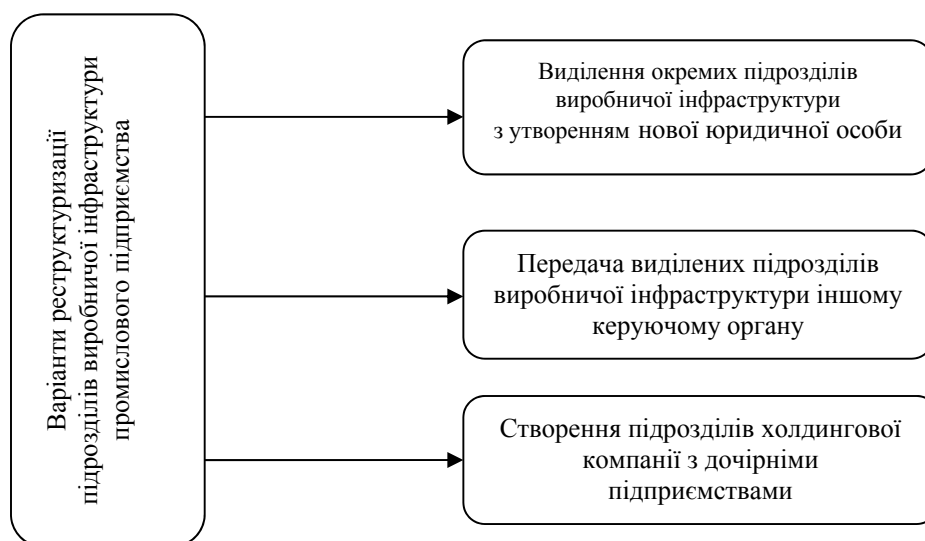 Варіанти реструктуризації
підрозділів виробничої інфраструктури
промислового підприємства
Виділення окремих підрозділів
виробничої інфраструктури
з утворенням нової юридичної особи
Передача виділених підрозділів
виробничої інфраструктури іншому
керуючому органу
Створення підрозділів холдингової
компанії з дочірніми
підприємствами